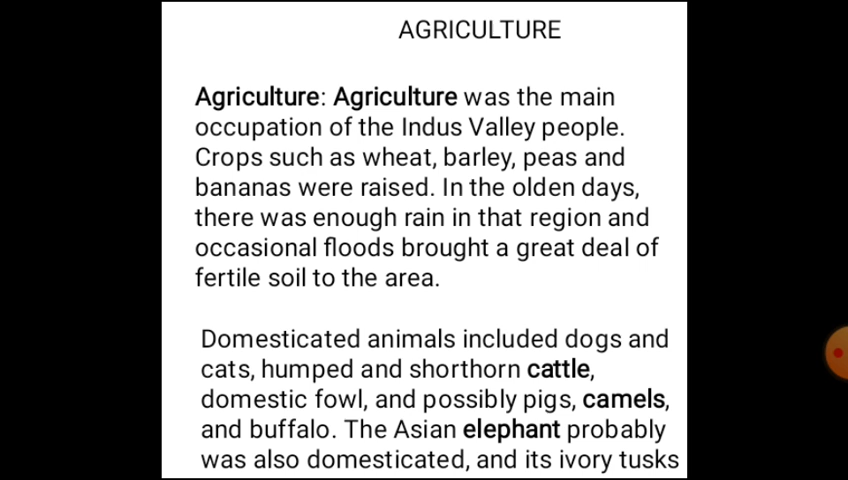 AGRICULTURE
Agriculture: Agriculture was the main
occupation of the Indus Valley people.
Crops such as wheat, barley, peas and
bananas were raised. In the olden days,
there was enough rain in that region and
occasional floods brought a great deal of
fertile soil to the area.
Domesticated animals included dogs and
cats, humped and shorthorn cattle,
domestic fowl, and possibly pigs, camels,
and buffalo. The Asian elephant probably
was also domesticated, and its ivory tusks